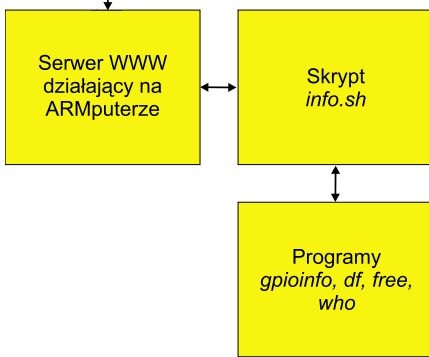 Serwer WWW
działający na
ARMputerze
Skrypt
info.sh
Programy
gpioinfo, df, free,
who